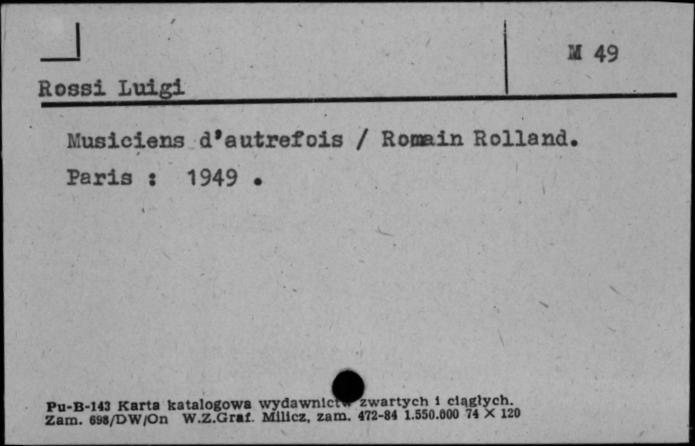 M 49
Rossi Luigi
Musiciens d'autrefois / Romain Rolland.
Paris : 1949 .
Pu-B-143 Karta katalogowa wydawnictw zwartych i ciągłych.
Zam. 698/DW/On W.Z.Graf. Milicz, zam. 472-84 1.550.000 74 X 120